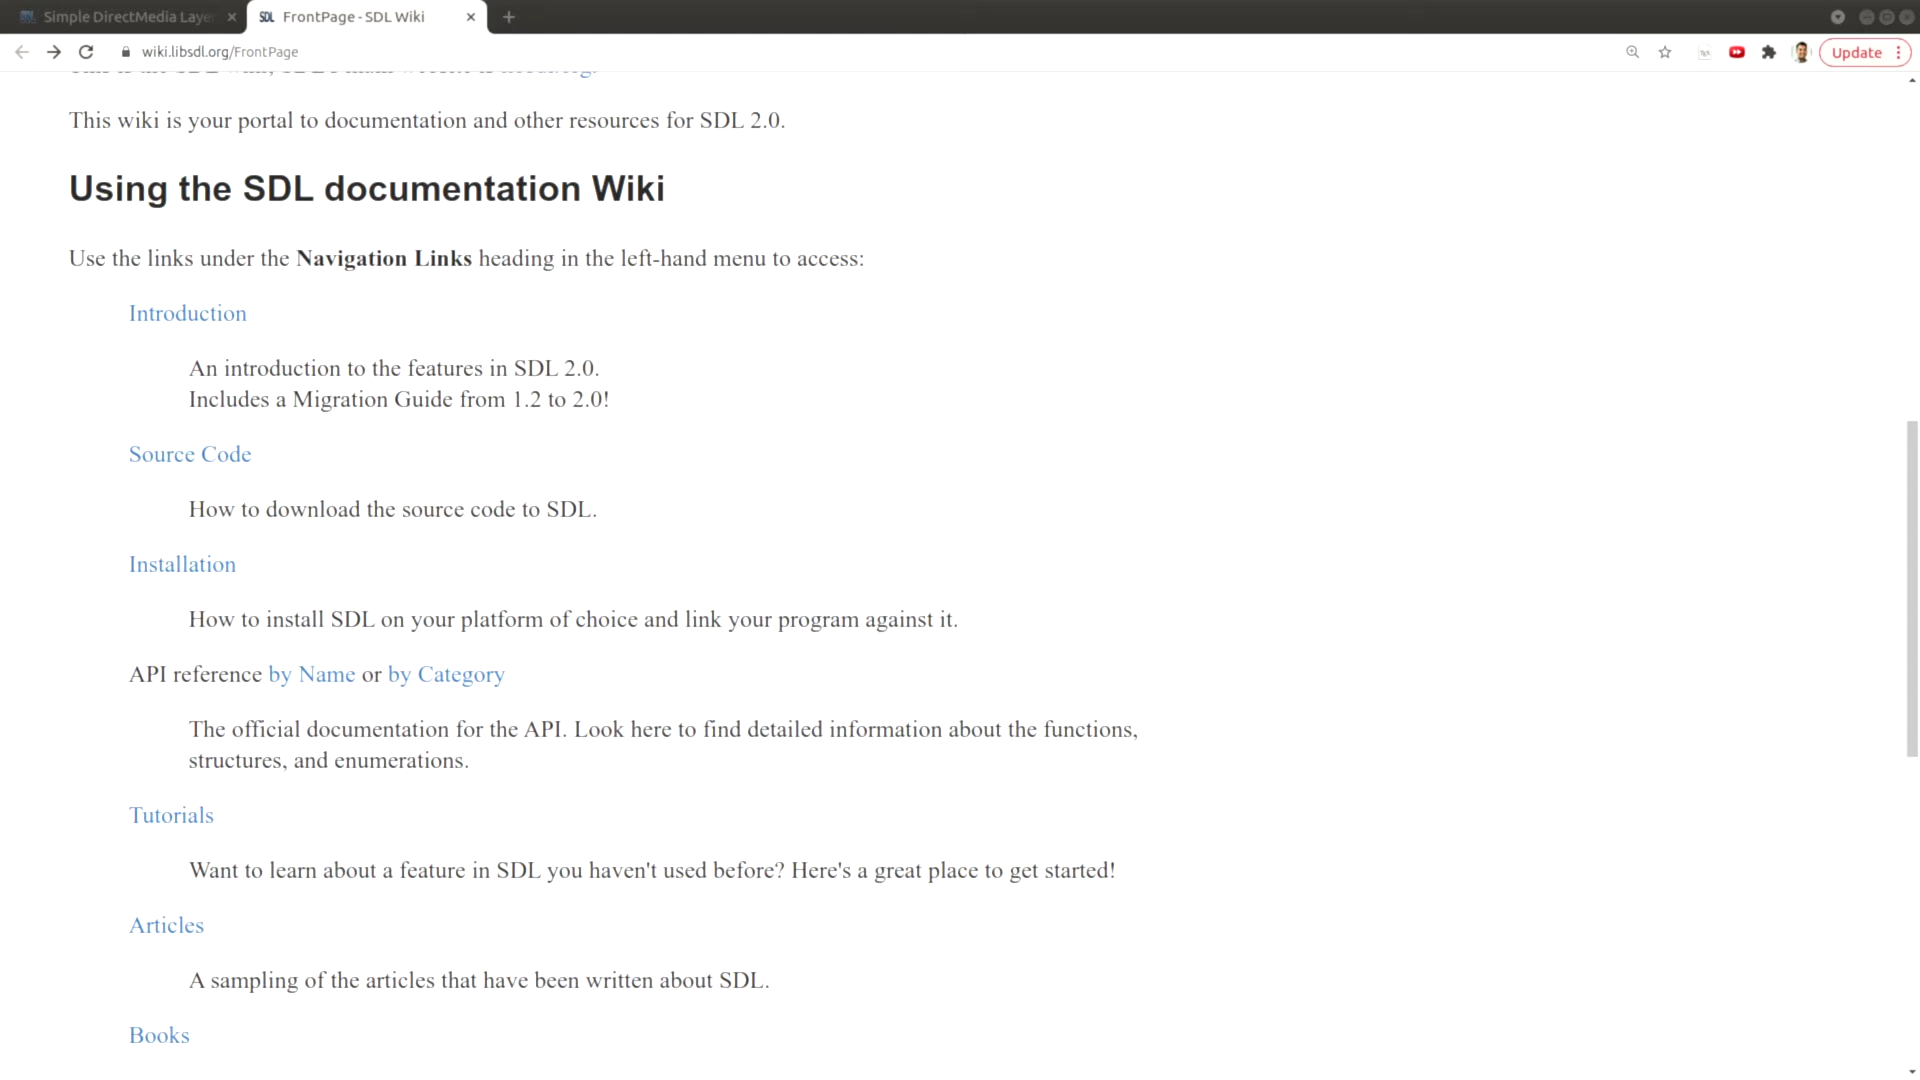 Simple DirectMedia Laye
SDL FrontPage - SDL Wiki
wiki.libsdl.org/FrontPage
Update
This wiki is your portal to documentation and other resources for SDL 2.0.
Using the SDL documentation Wiki
Use the links under the Navigation Links heading in the left-hand menu to access:
Introduction
An introduction to the features in SDL 2.0.
Includes a Migration Guide from 1.2 to 2.0!
Source Code
How to download the source code to SDL.
Installation
How to install SDL on your platform of choice and link your program against it.
API reference by Name or by Category
The official documentation for the API. Look here to find detailed information about the functions,
structures, and enumerations.
Tutorials
Want to learn about a feature in SDL you haven't used before? Here's a great place to get started!
Articles
A sampling of the articles that have been written about SDL.
Books